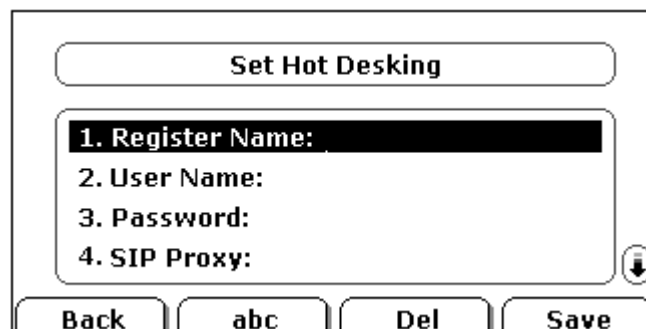 Set Hot Desking
1. Register Name:
2. User Name:
3. Password:
4. SIP Proxy:
Back abc Del Save